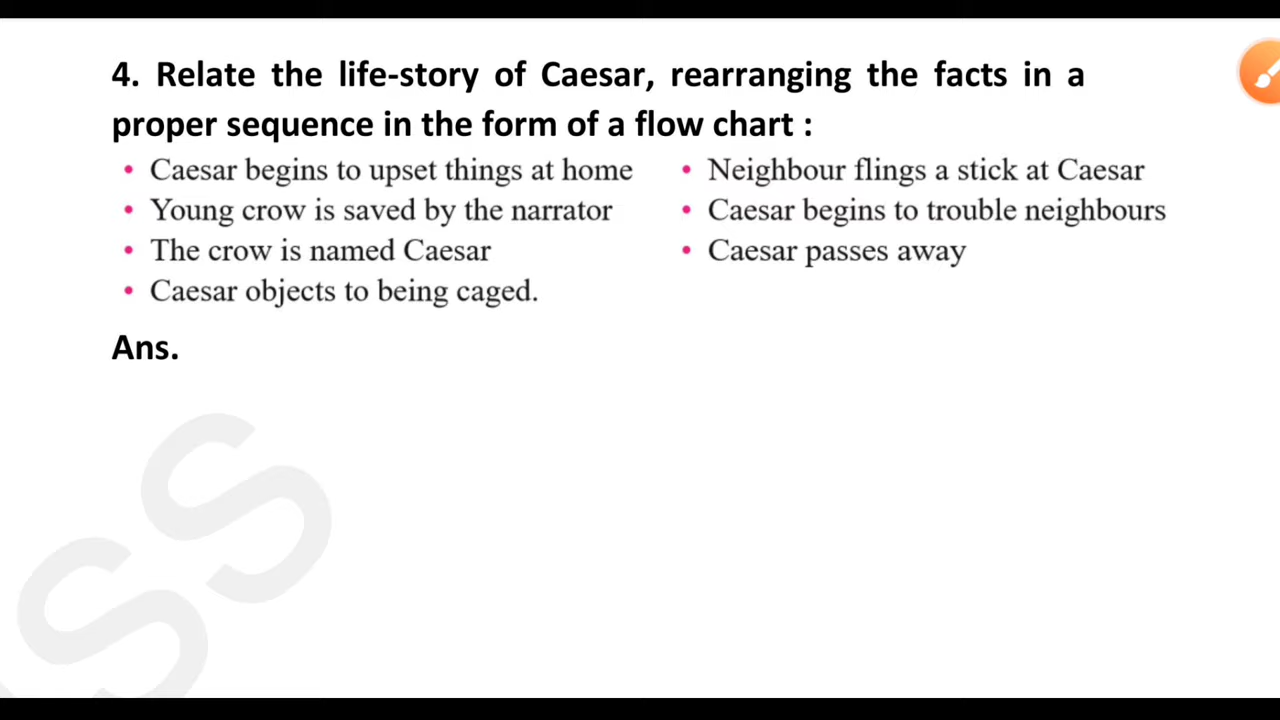 4. Relate the life-story of Caesar, rearranging the facts in a
proper sequence in the form of a flow chart :
• Caesar begins to upset things at home
• Young crow is saved by the narrator
• The crow is named Caesar
• Caesar objects to being caged.
• Neighbour flings a stick at Caesar
• Caesar begins to trouble neighbours
• Caesar passes away
Ans.
SS